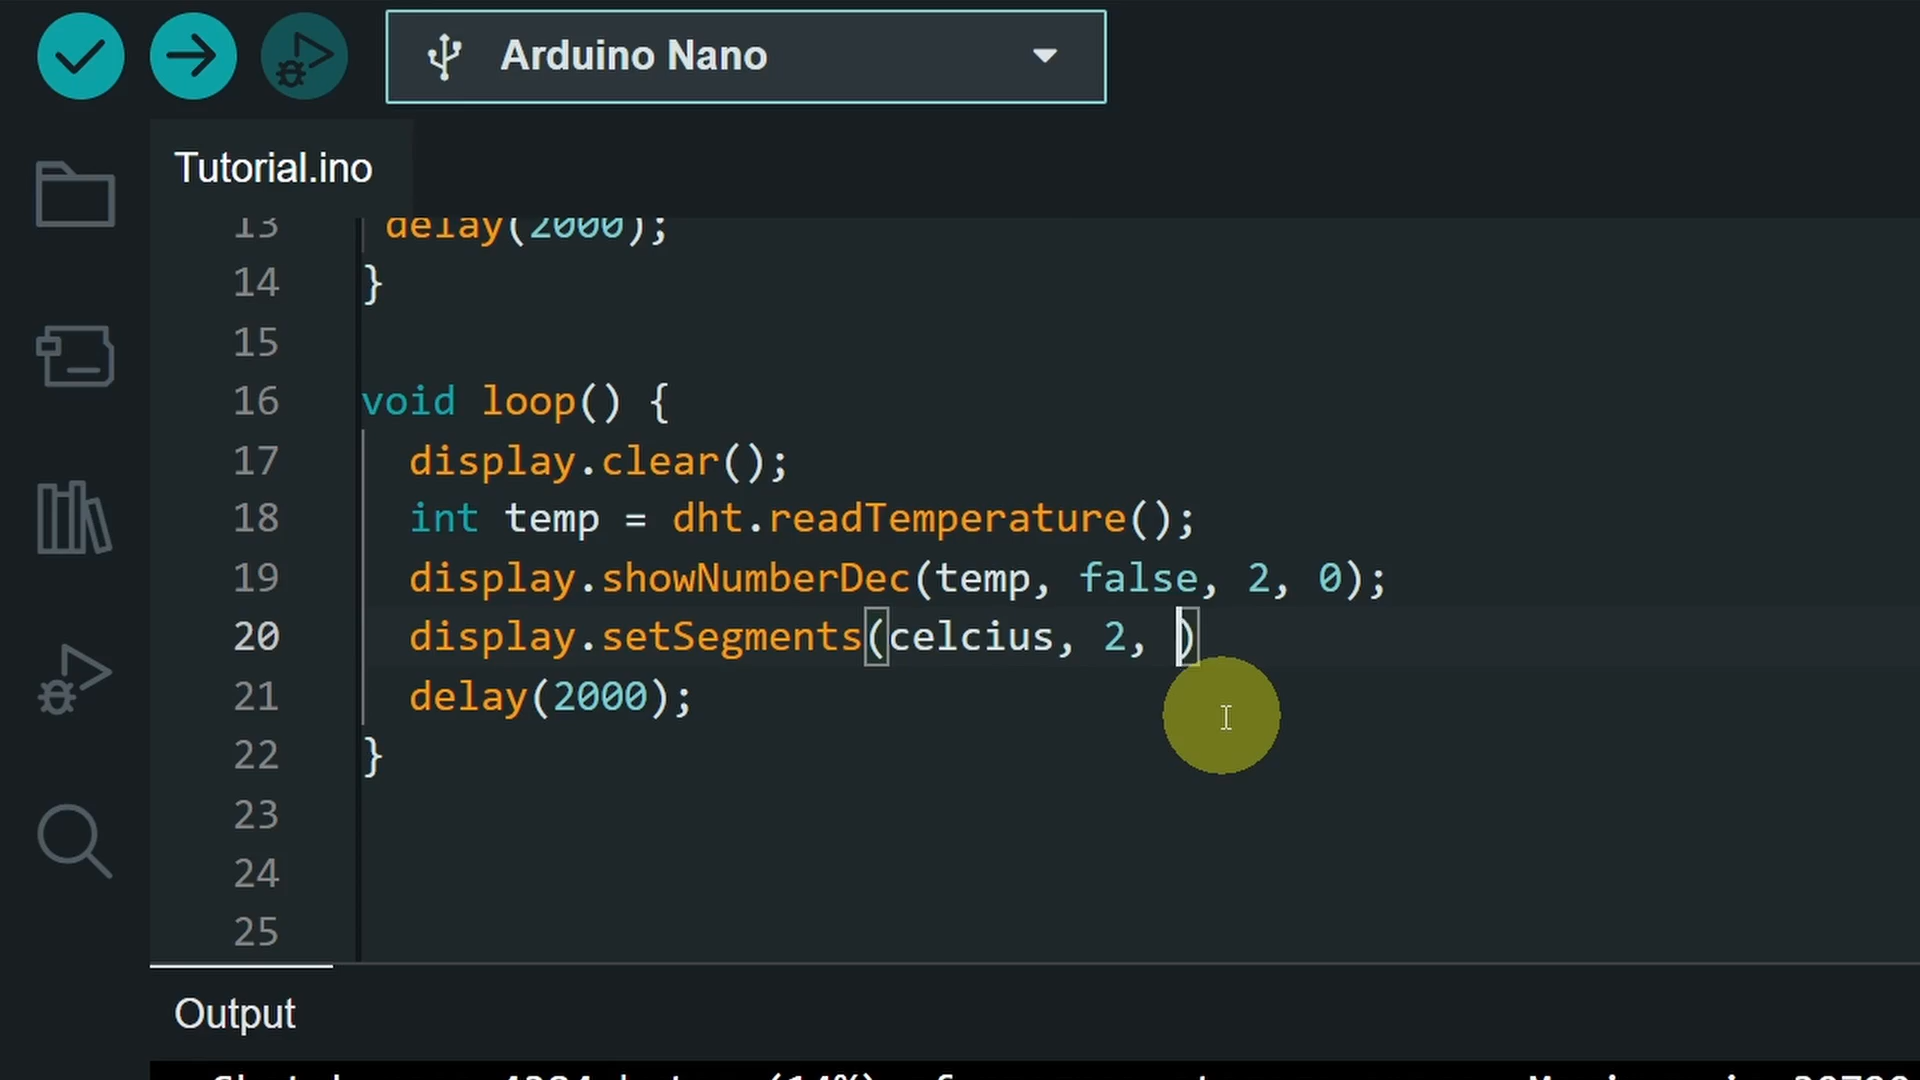 Arduino Nano
Tutorial.ino
13 delay(2000);
14 }
15
16 void loop() {
17 display.clear();
18 int temp = dht.readTemperature();
19 display.showNumberDec(temp, false, 2, 0);
20 display.setSegments(celcius, 2, )
21 delay(2000);
22 }
23
24
25
Output